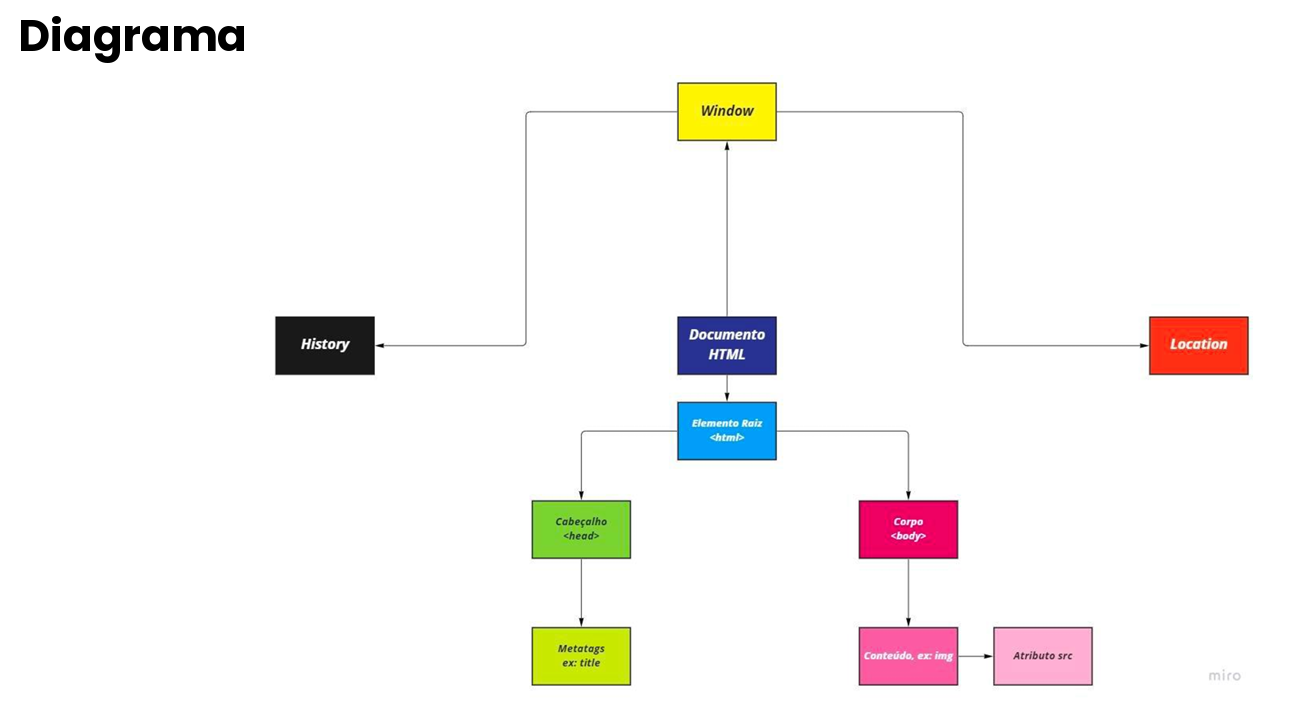 Diagrama
Window
History
Documento
HTML
Location
Elemento Raiz
<html>
Cabeçalho
<head>
Corpo
<body>
Metatags
ex: title
Conteúdo, ex: img
Atributo src
miro